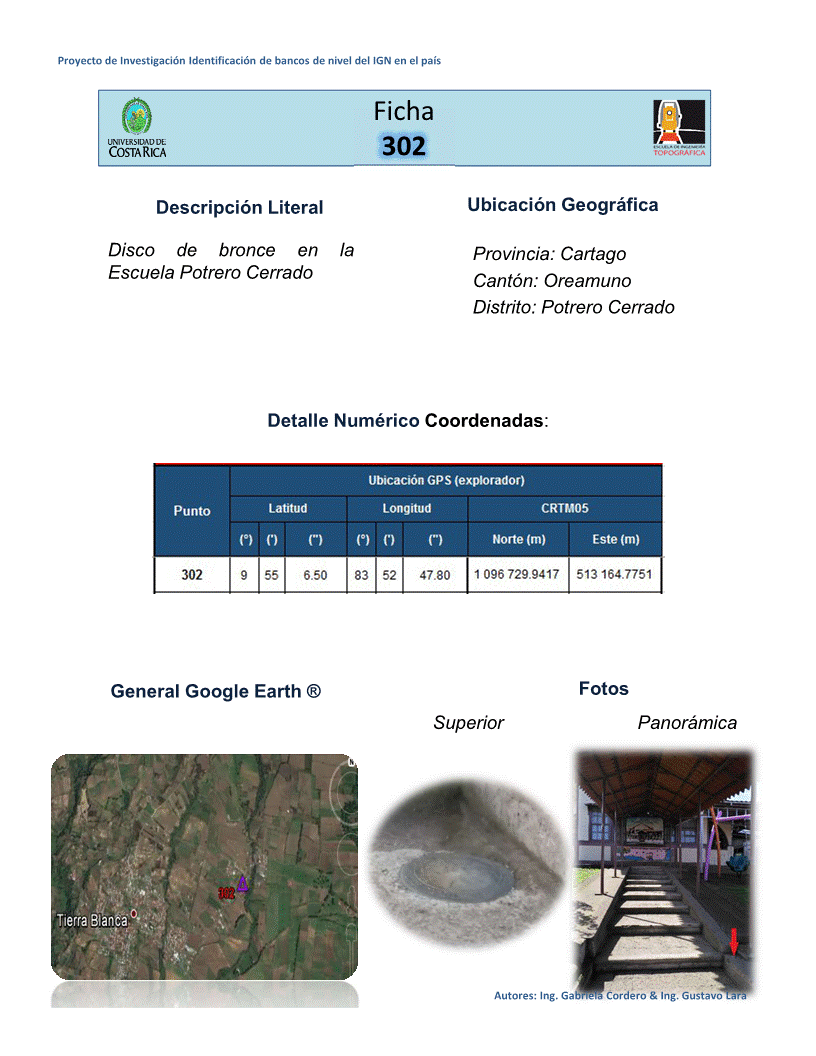 Proyecto de Investigación Identificación de bancos de nivel del IGN en el país
UNIVERSIDAD DE
COSTA RICA
Ficha
302
ESCUELA DE INGENIERÍA
TOPOGRÁFICA
Descripción Literal
Disco de bronce en la
Escuela Potrero Cerrado
Ubicación Geográfica
Provincia: Cartago
Cantón: Oreamuno
Distrito: Potrero Cerrado
Detalle Numérico Coordenadas:
Punto
Ubicación GPS (explorador)
Latitud Longitud CRTM05
(°) (') (") (°) (') (") Norte (m) Este (m)
302 9 55 6.50 83 52 47.80 1 096 729.9417 513 164.7751
General Google Earth ®
Fotos
Superior Panorámica
302
Tierra Blanca
Autores: Ing. Gabriela Cordero & Ing. Gustavo Lara